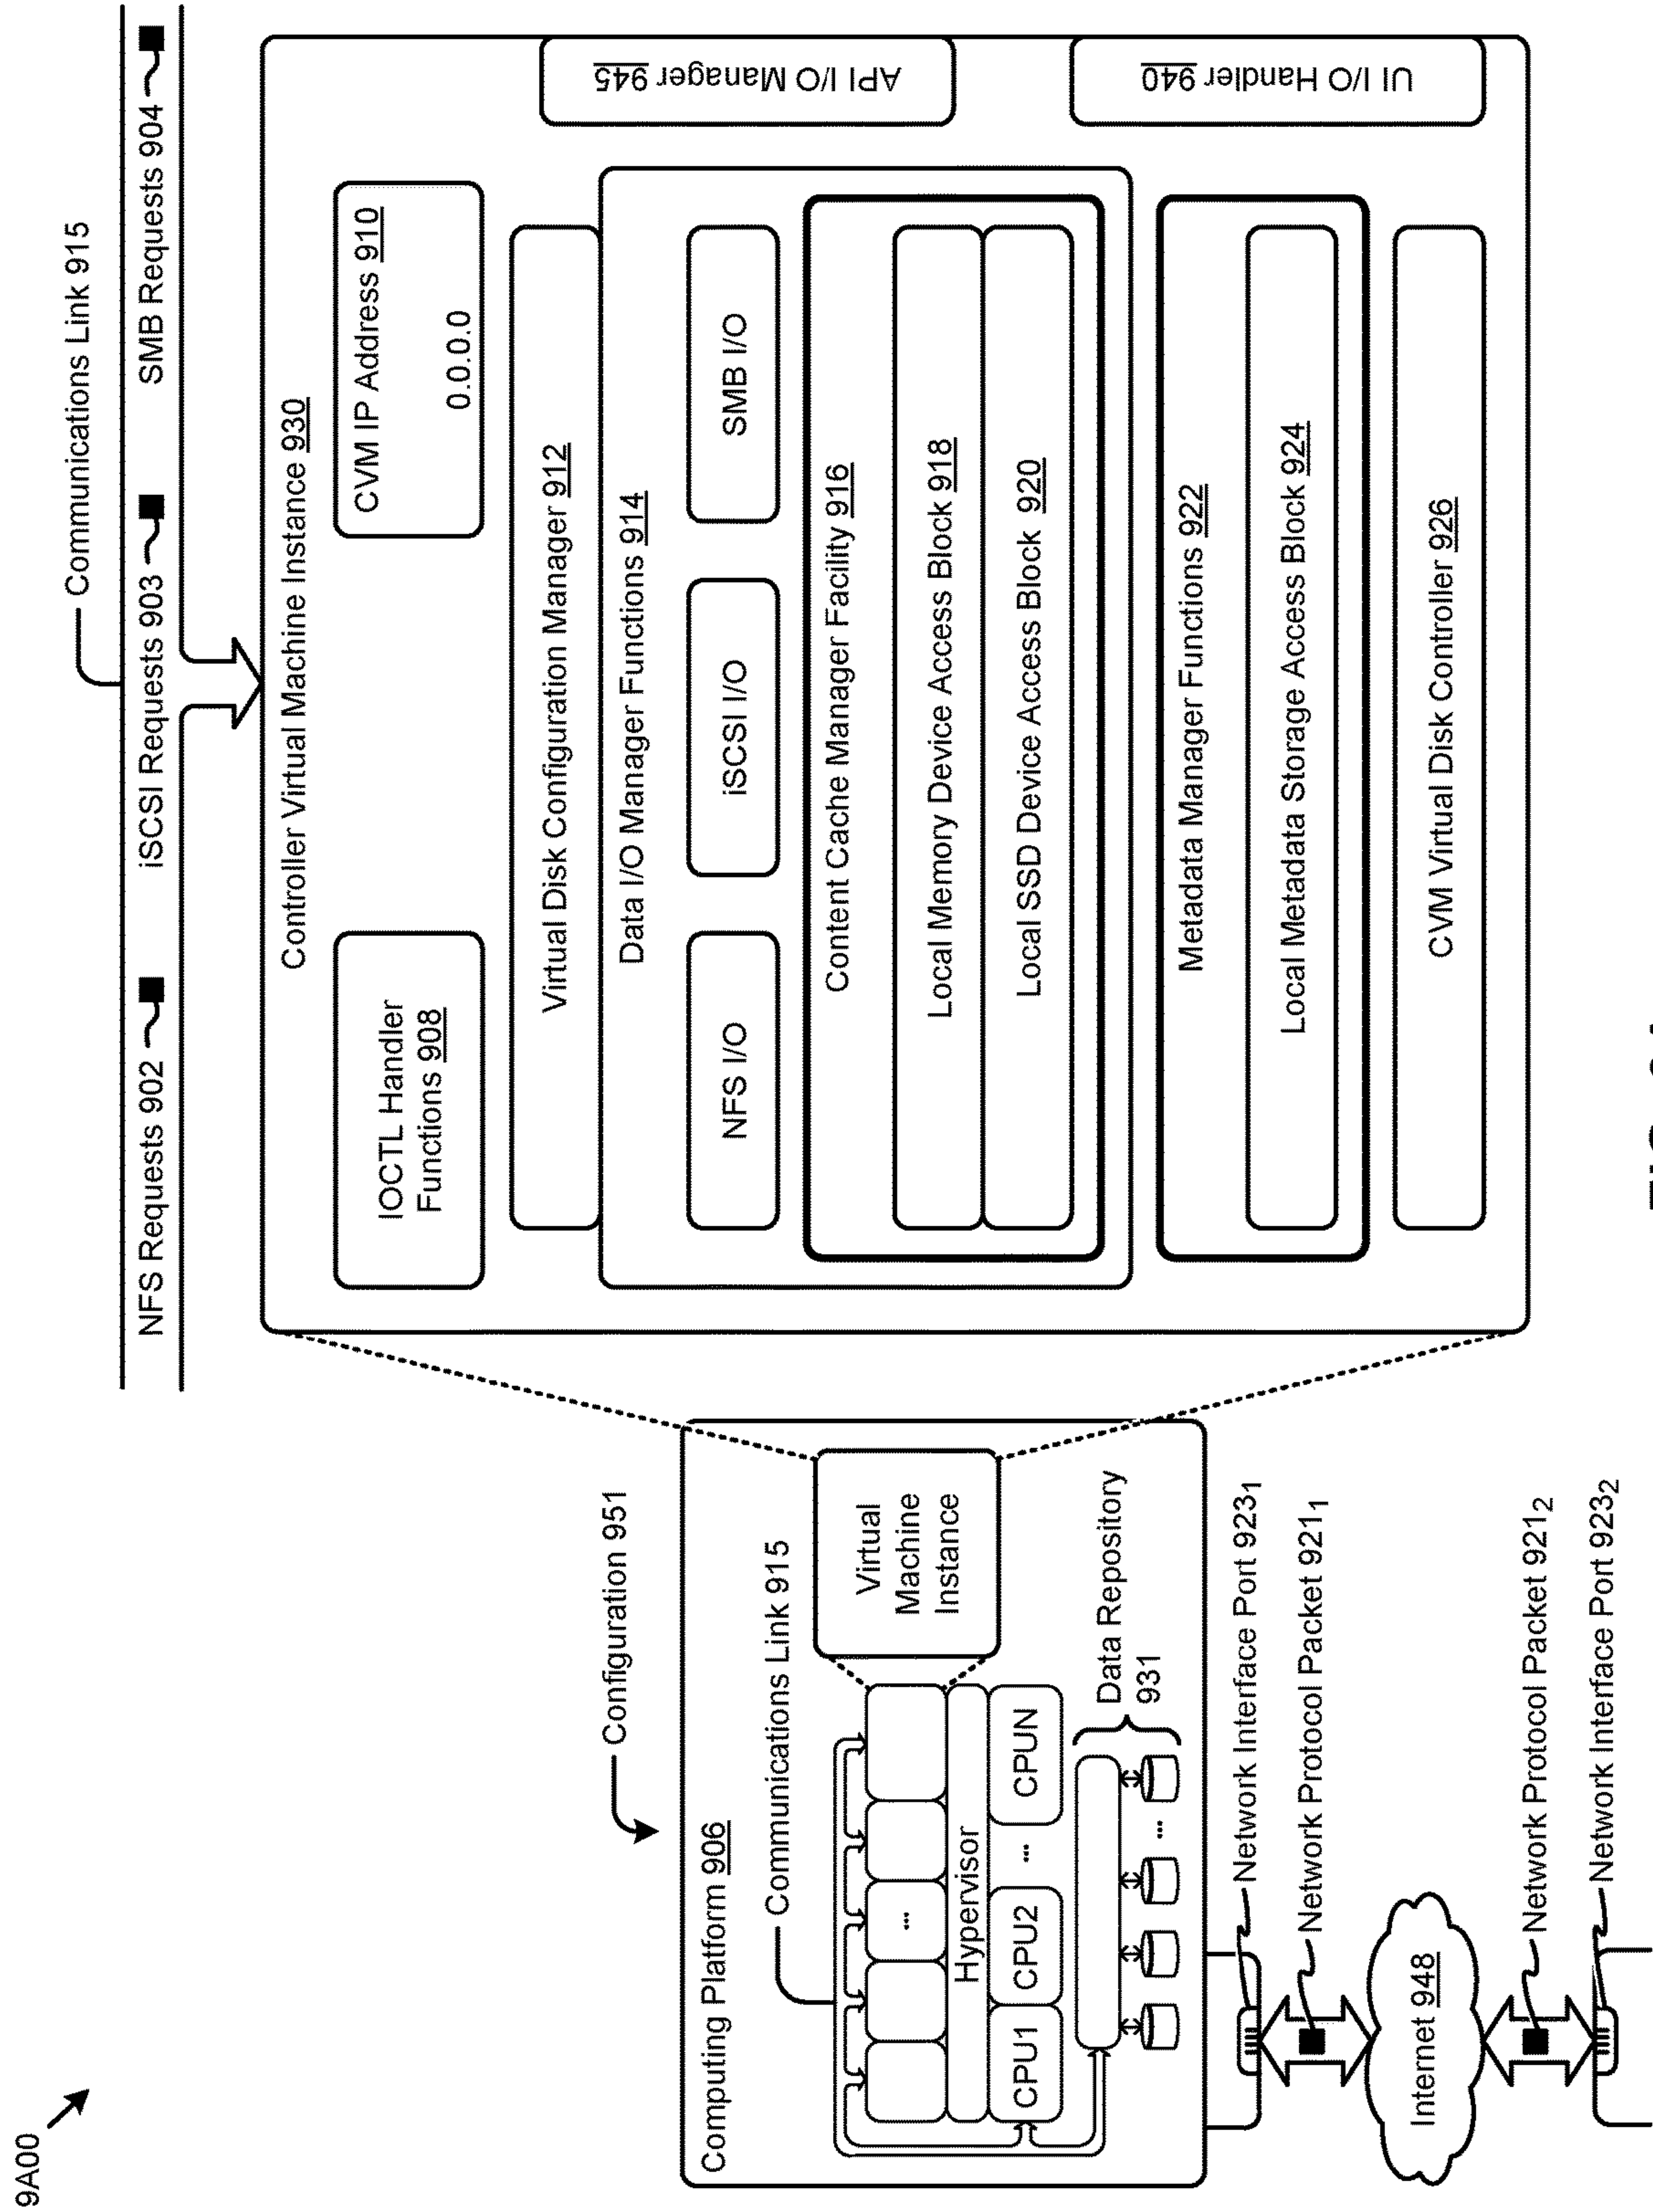 9A00
Communications Link 915
NFS Requests 902
iSCSI Requests 903
SMB Requests 904
Controller Virtual Machine Instance 930
IOCTL Handler
Functions 908
CVM IP Address 910
0.0.0.0
Virtual Disk Configuration Manager 912
Data I/O Manager Functions 914
NFS I/O
iSCSI I/O
SMB I/O
Content Cache Manager Facility 916
Local Memory Device Access Block 918
Local SSD Device Access Block 920
Metadata Manager Functions 922
Local Metadata Storage Access Block 924
CVM Virtual Disk Controller 926
API I/O Manager 945
UI I/O Handler 940
Configuration 951
Computing Platform 906
Communications Link 915
Virtual
Machine
Instance
...
Hypervisor
CPU1
CPU2
...
CPUN
Data Repository
931
...
Network Interface Port 923₁
Network Protocol Packet 921₁
Internet 948
Network Protocol Packet 921₂
Network Interface Port 923₂